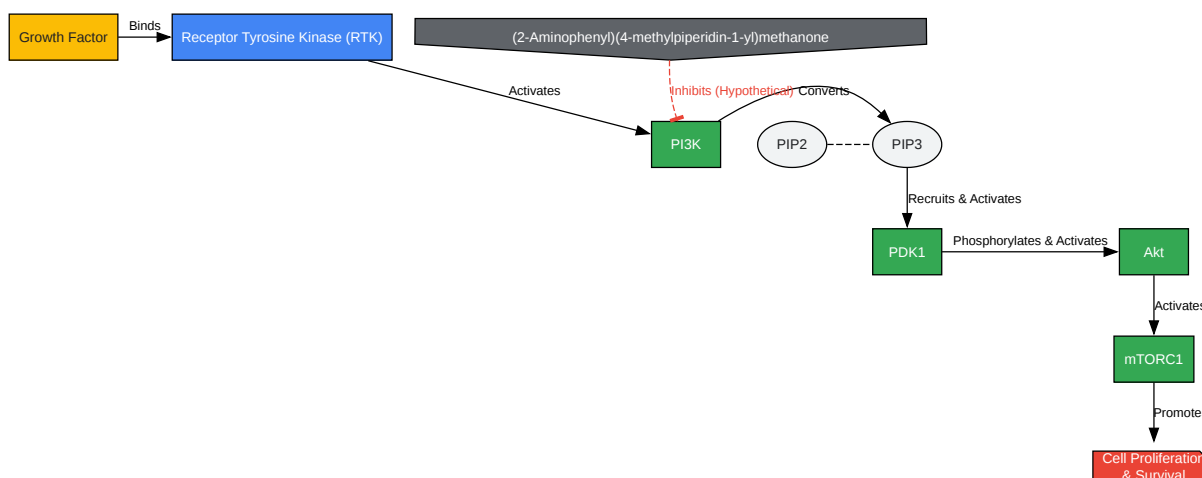 Growth Factor
Binds
Receptor Tyrosine Kinase (RTK)
(2-Aminophenyl)(4-methylpiperidin-1-yl)methanone
Activates
Inhibits (Hypothetical)
Converts
PI3K
PIP2
PIP3
Recruits & Activates
PDK1
Phosphorylates & Activates
Akt
Activates
mTORC1
Promote
Cell Proliferation
& Survival